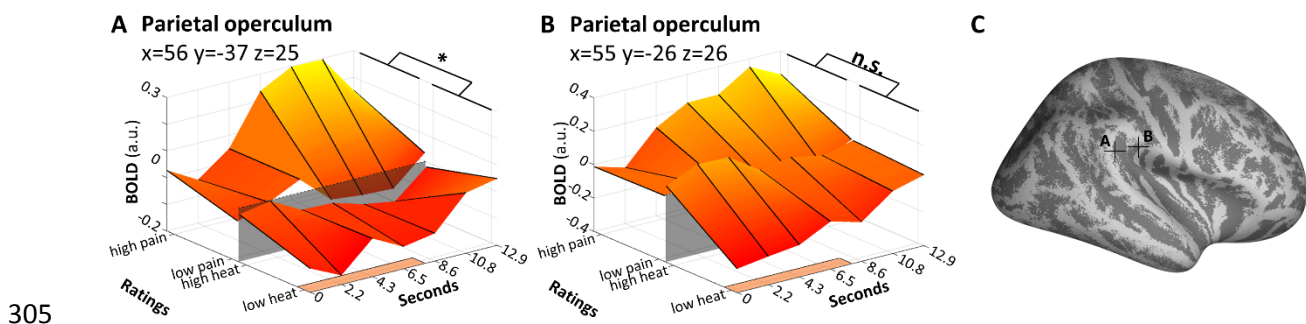 A Parietal operculum
x=56 y=-37 z=25
*
0.3
0
-0.2
BOLD (a.u.)
high pain
low pain
high heat
low heat
Ratings
0
2.2
4.3
6.5
8.6
10.8
12.9
Seconds
B Parietal operculum
x=55 y=-26 z=26
n.s.
0.4
0.2
0
-0.2
-0.4
BOLD (a.u.)
high pain
low pain
high heat
low heat
Ratings
0
2.2
4.3
6.5
8.6
10.8
12.9
Seconds
C
A
B
305